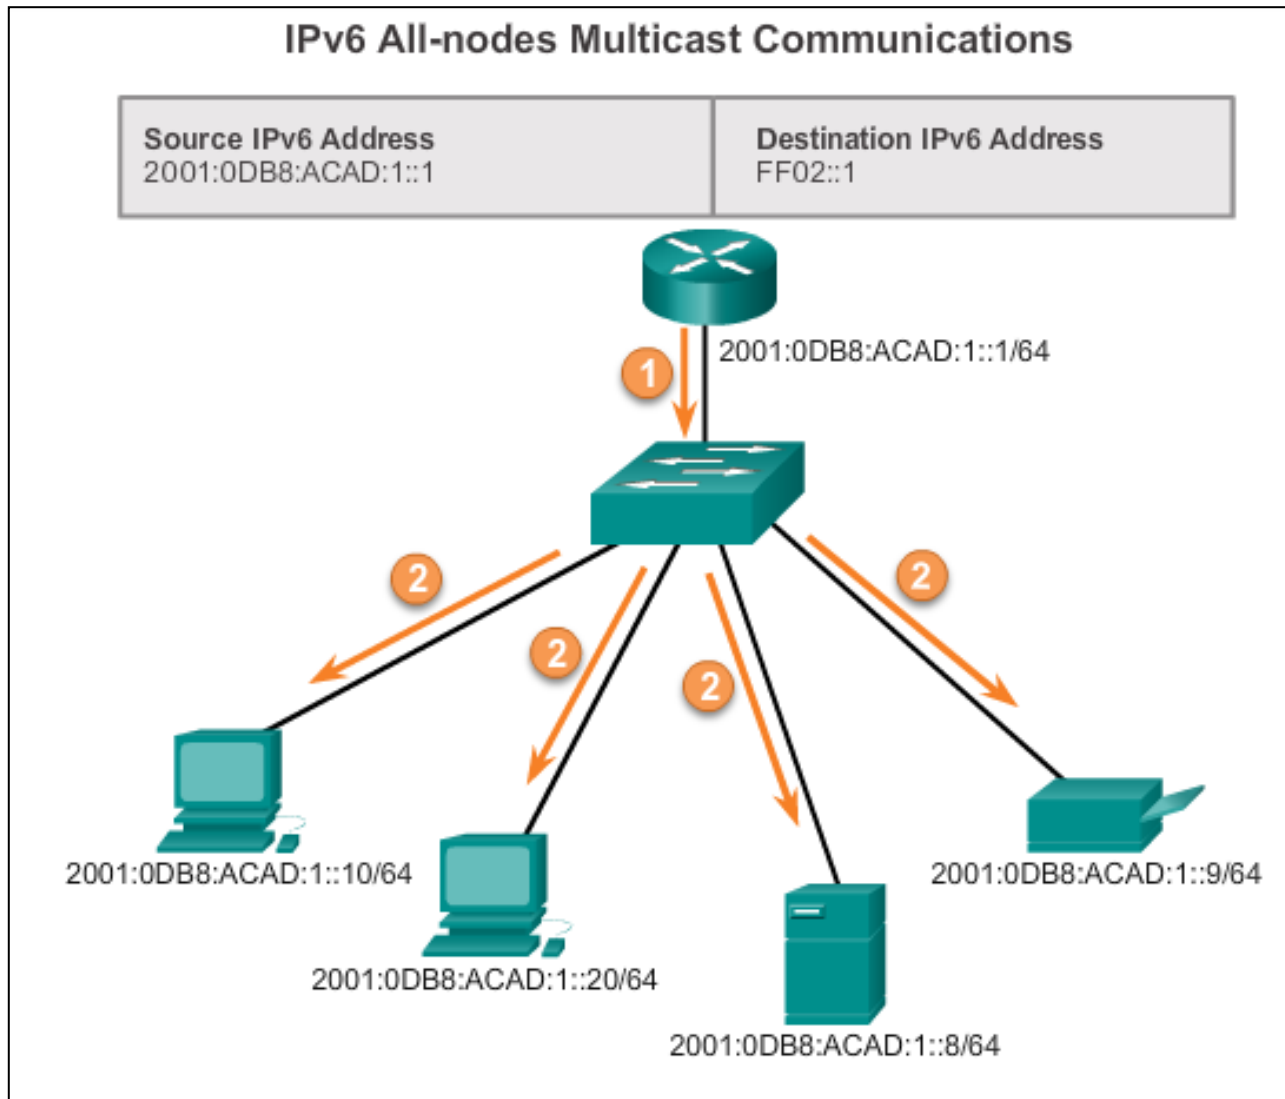 IPv6 All-nodes Multicast Communications
Source IPv6 Address
2001:0DB8:ACAD:1::1
Destination IPv6 Address
FF02::1
2001:0DB8:ACAD:1::1/64
1
2
2
2
2
2001:0DB8:ACAD:1::10/64
2001:0DB8:ACAD:1::9/64
2001:0DB8:ACAD:1::20/64
2001:0DB8:ACAD:1::8/64